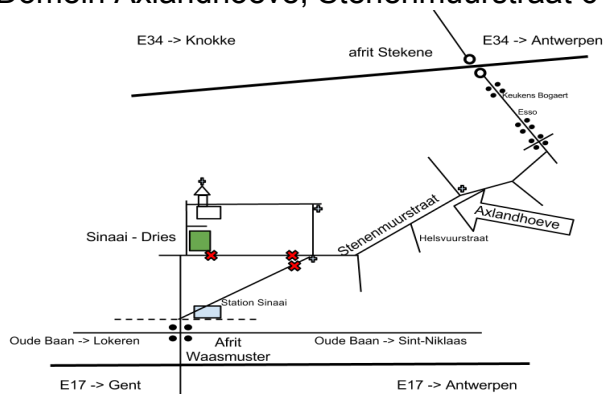 Domein Axlandhoeve, Stenenmuurstraat 6
E34 -> Knokke
afrit Stekene
E34 -> Antwerpen
Keukens Bogaert
Esso
Stenenmuurstraat
Axlandhoeve
Sinaai - Dries
Helsvuurstraat
Station Sinaai
Oude Baan -> Lokeren
Afrit
Waasmuster
Oude Baan -> Sint-Niklaas
E17 -> Gent
E17 -> Antwerpen